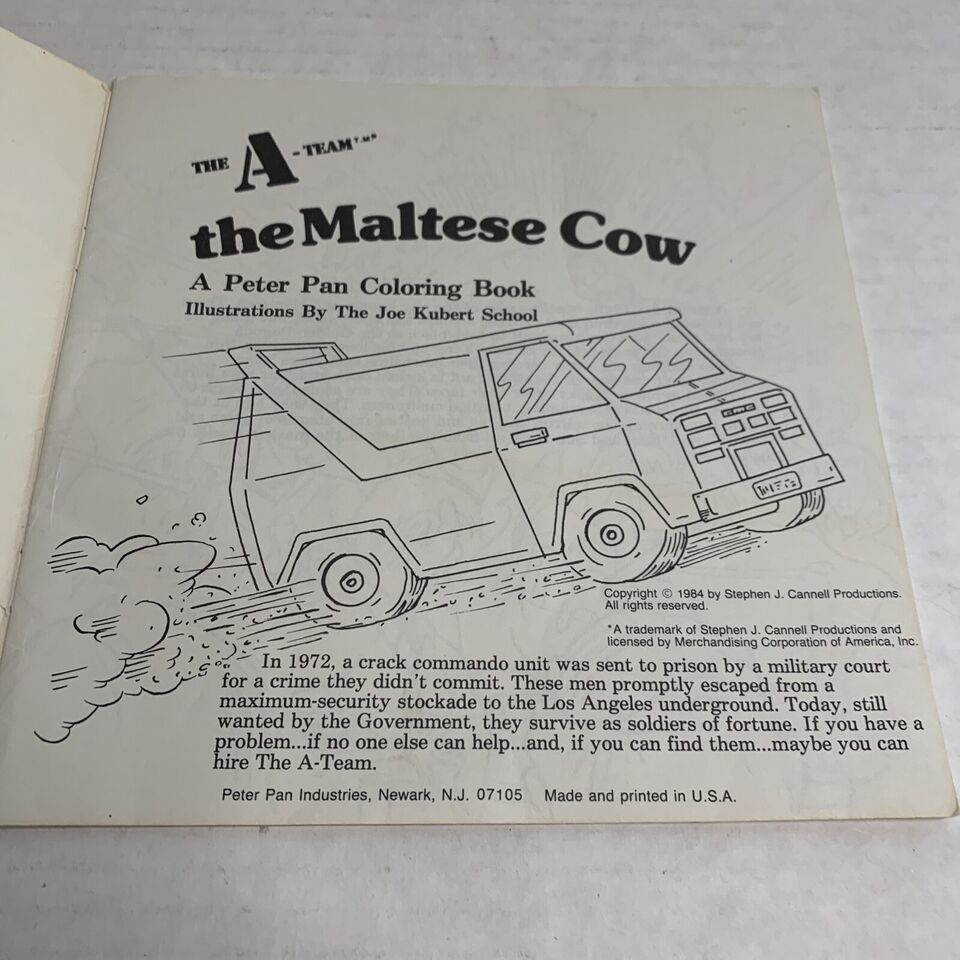 THE A-TEAM T.M.*
the Maltese Cow
A Peter Pan Coloring Book
Illustrations By The Joe Kubert School
GMC
Copyright © 1984 by Stephen J. Cannell Productions.
All rights reserved.
*A trademark of Stephen J. Cannell Productions and
licensed by Merchandising Corporation of America, Inc.
In 1972, a crack commando unit was sent to prison by a military court
for a crime they didn't commit. These men promptly escaped from a
maximum-security stockade to the Los Angeles underground. Today, still
wanted by the Government, they survive as soldiers of fortune. If you have a
problem...if no one else can help...and, if you can find them...maybe you can
hire The A-Team.
Peter Pan Industries, Newark, N.J. 07105 Made and printed in U.S.A.